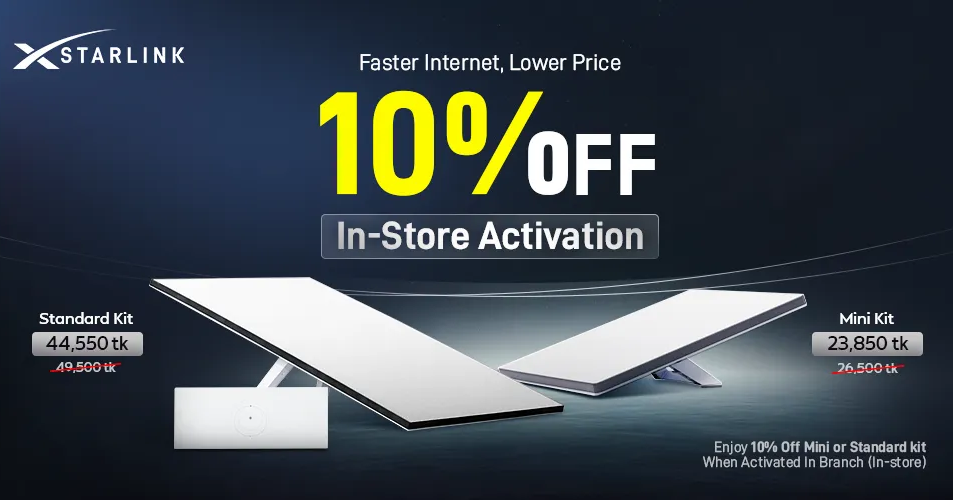 STARLINK
Faster Internet, Lower Price
10% OFF
In-Store Activation
Standard Kit
44,550 tk
49,500 tk
Mini Kit
23,850 tk
26,500 tk
Enjoy 10% Off Mini or Standard kit
When Activated In Branch (In-store)